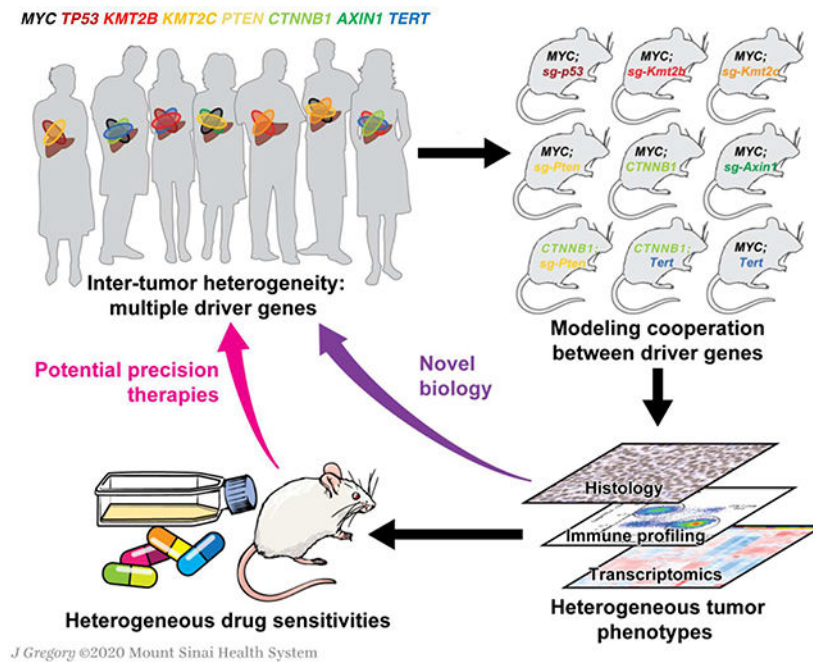 MYC TP53 KMT2B KMT2C PTEN CTNNB1 AXIN1 TERT
MYC;
sg-p53
MYC;
sg-Kmt2b
MYC;
sg-Kmt2c
MYC;
sg-Pten
MYC;
CTNNB1
MYC;
sg-Axin1
CTNNB1;
sg-Pten
CTNNB1;
Tert
MYC;
Tert
Inter-tumor heterogeneity:
multiple driver genes
Modeling cooperation
between driver genes
Potential precision
therapies
Novel
biology
Histology
Immune profiling
Transcriptomics
Heterogeneous drug sensitivities
Heterogeneous tumor
phenotypes
J Gregory ©2020 Mount Sinai Health System